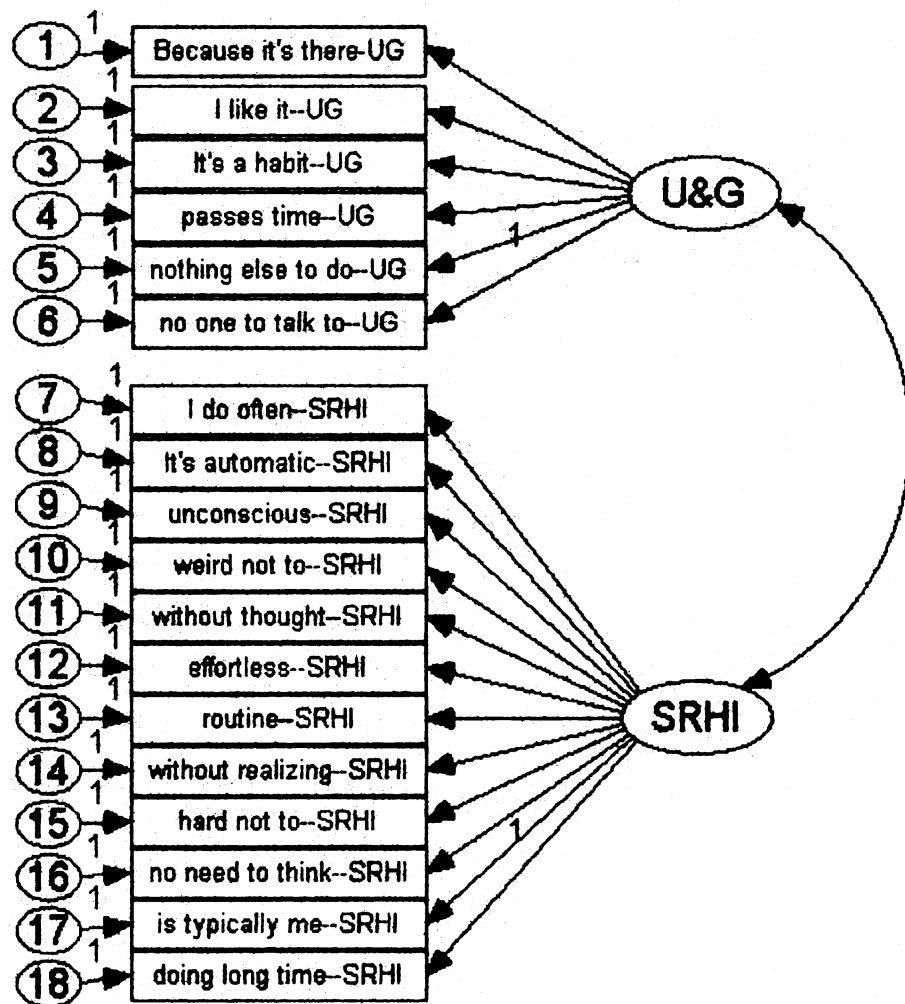 1 1 Because it's there-UG
2 1 I like it--UG
3 1 It's a habit--UG
4 1 passes time--UG
5 1 nothing else to do--UG
6 1 no one to talk to--UG
1
U&G
7 1 I do often--SRHI
8 1 It's automatic--SRHI
9 1 unconscious--SRHI
10 1 weird not to--SRHI
11 1 without thought--SRHI
12 1 effortless--SRHI
13 1 routine--SRHI
14 1 without realizing--SRHI
15 1 hard not to--SRHI
16 1 no need to think--SRHI
17 1 is typically me--SRHI
18 1 doing long time--SRHI
1
SRHI